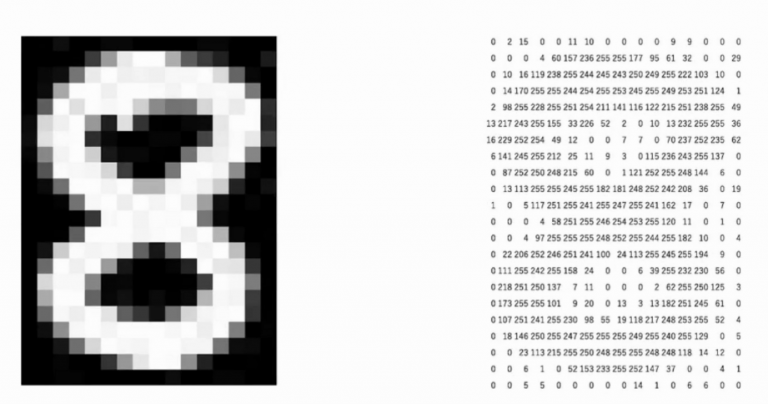 0 2 15 0 0 11 10 0 0 0 0 9 9 0 0 0
0 0 0 4 60 157 236 255 255 177 95 61 32 0 0 29
0 10 16 119 238 255 244 245 243 250 249 255 222 103 10 0
0 14 170 255 255 244 254 255 253 245 255 249 253 251 124 1
2 98 255 228 255 251 254 211 141 116 122 215 251 238 255 49
13 217 243 255 155 33 226 52 2 0 10 13 232 255 255 36
16 229 252 254 49 12 0 0 7 7 0 70 237 252 235 62
6 141 245 255 212 25 11 9 3 0 115 236 243 255 137 0
0 87 252 250 248 215 60 0 1 121 252 255 248 144 6 0
0 13 113 255 255 245 255 182 181 248 252 242 208 36 0 19
1 0 5 117 251 255 241 255 247 255 241 162 17 0 7 0
0 0 0 4 58 251 255 246 254 253 255 120 11 0 1 0
0 0 4 97 255 255 255 248 252 255 244 255 182 10 0 4
0 22 206 252 246 251 241 100 24 113 255 245 255 194 9 0
0 111 255 242 255 158 24 0 0 6 39 255 232 230 56 0
0 218 251 250 137 7 11 0 0 0 2 62 255 250 125 3
0 173 255 255 101 9 20 0 13 3 13 182 251 245 61 0
0 107 251 241 255 230 98 55 19 118 217 248 253 255 52 4
0 18 146 250 255 247 255 255 255 249 255 240 255 129 0 5
0 0 23 113 215 255 250 248 255 255 248 248 118 14 12 0
0 0 6 1 0 52 153 233 255 252 147 37 0 0 4 1
0 0 5 5 0 0 0 0 0 14 1 0 6 6 0 0